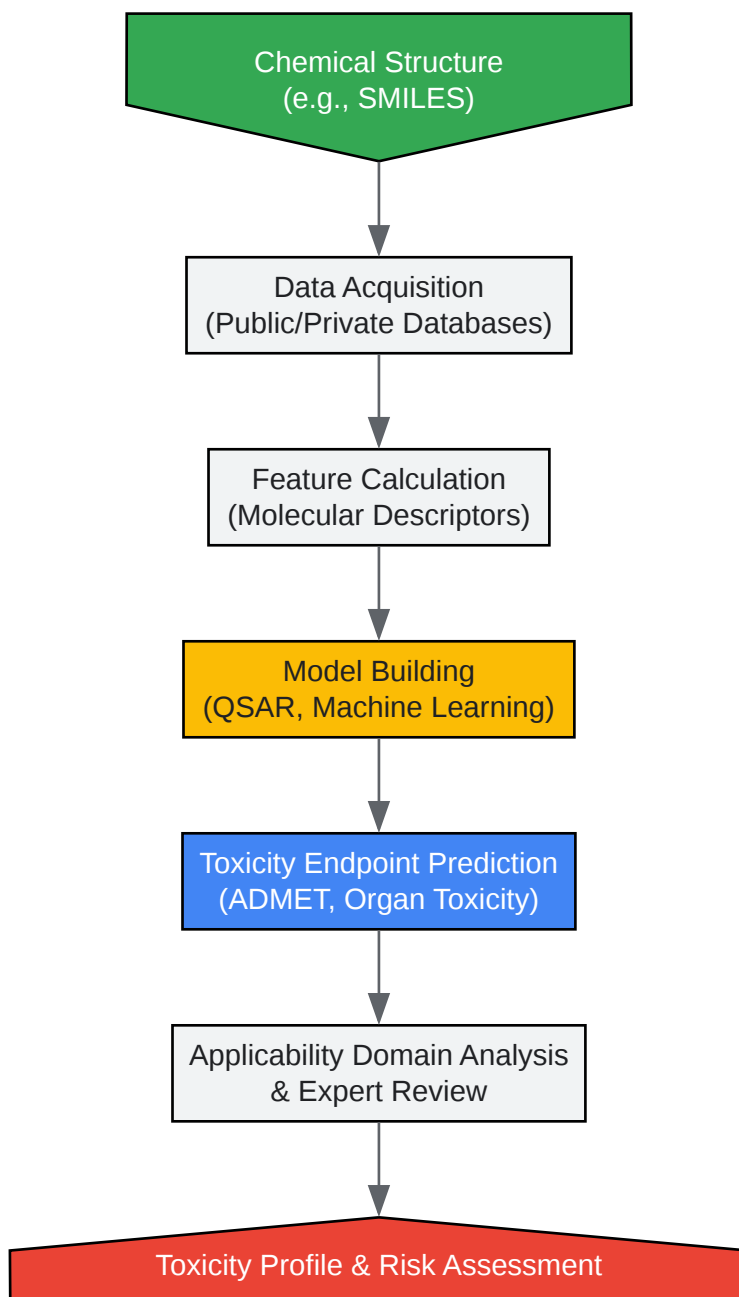 Chemical Structure
(e.g., SMILES)
Data Acquisition
(Public/Private Databases)
Feature Calculation
(Molecular Descriptors)
Model Building
(QSAR, Machine Learning)
Toxicity Endpoint Prediction
(ADMET, Organ Toxicity)
Applicability Domain Analysis
& Expert Review
Toxicity Profile & Risk Assessment